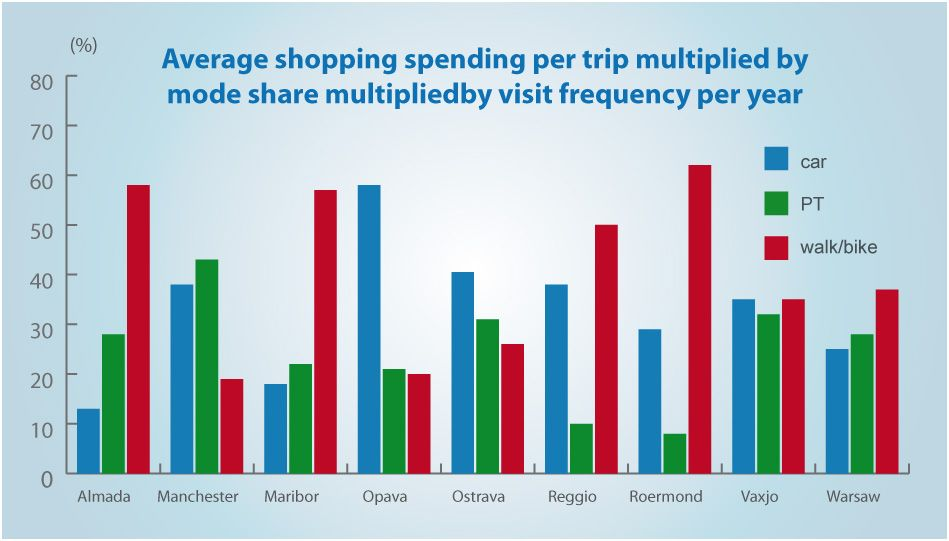 (%)
Average shopping spending per trip multiplied by
mode share multipliedby visit frequency per year
80
70
60
50
40
30
20
10
0
car
PT
walk/bike
Almada Manchester Maribor Opava Ostrava Reggio Roermond Vaxjo Warsaw